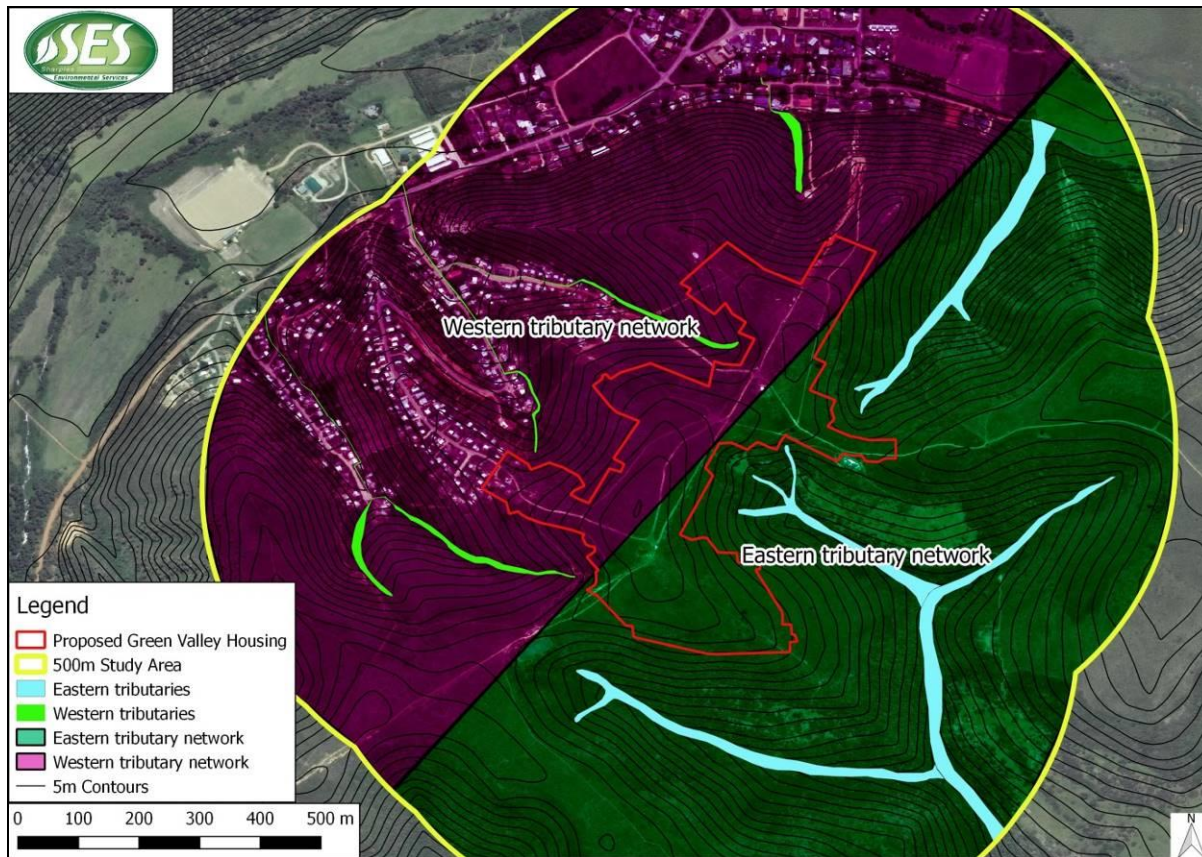 SES
Environmental Services
Western tributary network
Eastern tributary network
Legend
Proposed Green Valley Housing
500m Study Area
Eastern tributaries
Western tributaries
Eastern tributary network
Western tributary network
5m Contours
0 100 200 300 400 500 m
N